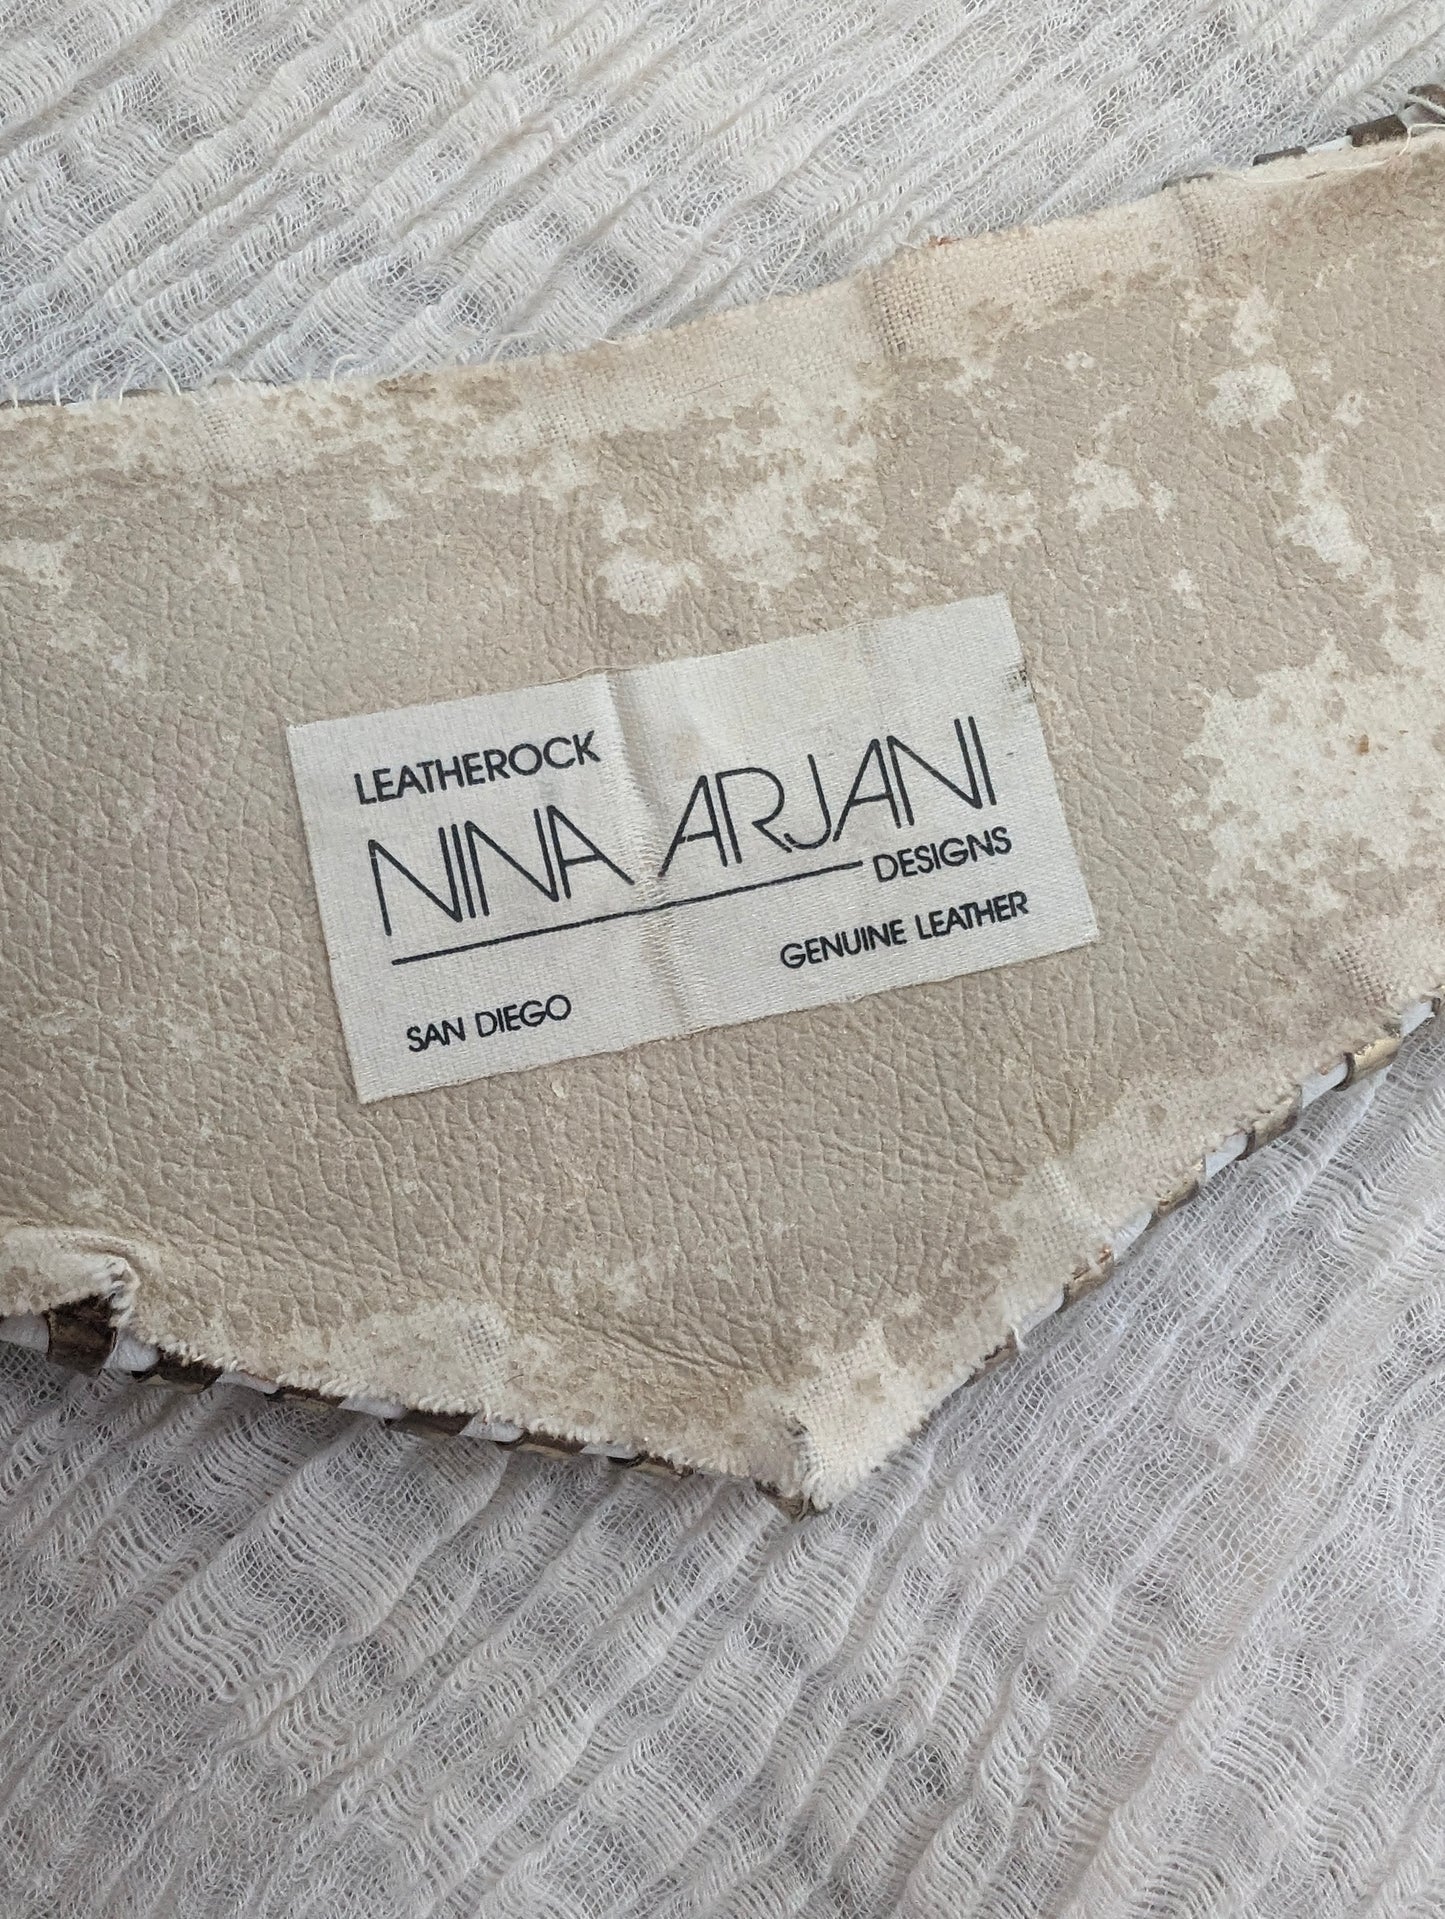 LEATHEROCK
NINA ARJANI
DESIGNS
GENUINE LEATHER
SAN DIEGO